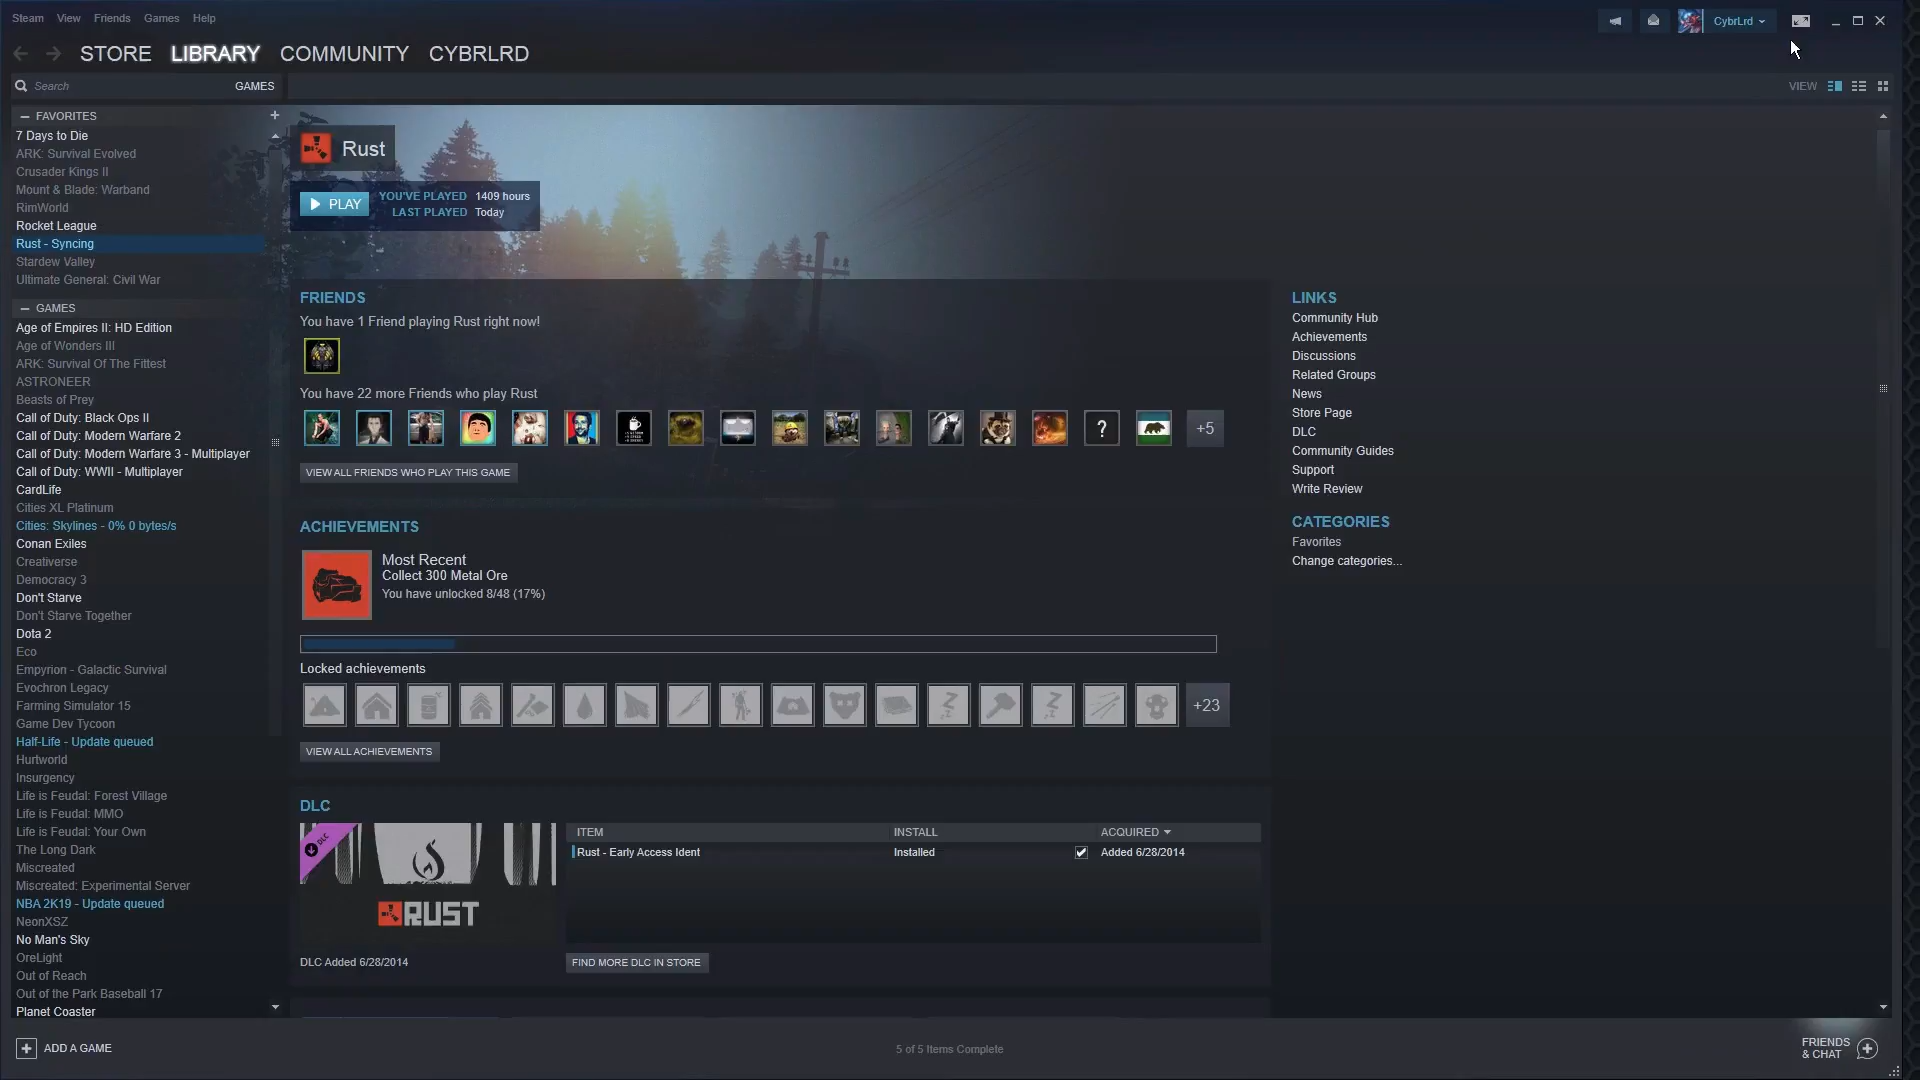 Steam View Friends Games Help
CybrLrd
STORE LIBRARY COMMUNITY CYBRLRD
Search GAMES
VIEW
FAVORITES
7 Days to Die
ARK: Survival Evolved
Crusader Kings II
Mount & Blade: Warband
RimWorld
Rocket League
Rust - Syncing
Stardew Valley
Ultimate General: Civil War
GAMES
Age of Empires II: HD Edition
Age of Wonders III
ARK: Survival Of The Fittest
ASTRONEER
Beasts of Prey
Call of Duty: Black Ops II
Call of Duty: Modern Warfare 2
Call of Duty: Modern Warfare 3 - Multiplayer
Call of Duty: WWII - Multiplayer
CardLife
Cities XL Platinum
Cities: Skylines - 0% 0 bytes/s
Conan Exiles
Creativerse
Democracy 3
Don't Starve
Don't Starve Together
Dota 2
Eco
Empyrion - Galactic Survival
Evochron Legacy
Farming Simulator 15
Game Dev Tycoon
Half-Life - Update queued
Hurtworld
Insurgency
Life is Feudal: Forest Village
Life is Feudal: MMO
Life is Feudal: Your Own
The Long Dark
Miscreated
Miscreated: Experimental Server
NBA 2K19 - Update queued
NeonXSZ
No Man's Sky
OreLight
Out of Reach
Out of the Park Baseball 17
Planet Coaster
Rust
PLAY
YOU'VE PLAYED 1409 hours
LAST PLAYED Today
FRIENDS
You have 1 Friend playing Rust right now!
You have 22 more Friends who play Rust
?
+5
VIEW ALL FRIENDS WHO PLAY THIS GAME
ACHIEVEMENTS
Most Recent
Collect 300 Metal Ore
You have unlocked 8/48 (17%)
Locked achievements
+23
VIEW ALL ACHIEVEMENTS
DLC
DLC
RUST
DLC Added 6/28/2014
ITEM INSTALL ACQUIRED
Rust - Early Access Ident Installed Added 6/28/2014
FIND MORE DLC IN STORE
LINKS
Community Hub
Achievements
Discussions
Related Groups
News
Store Page
DLC
Community Guides
Support
Write Review
CATEGORIES
Favorites
Change categories...
ADD A GAME
5 of 5 Items Complete
FRIENDS
& CHAT